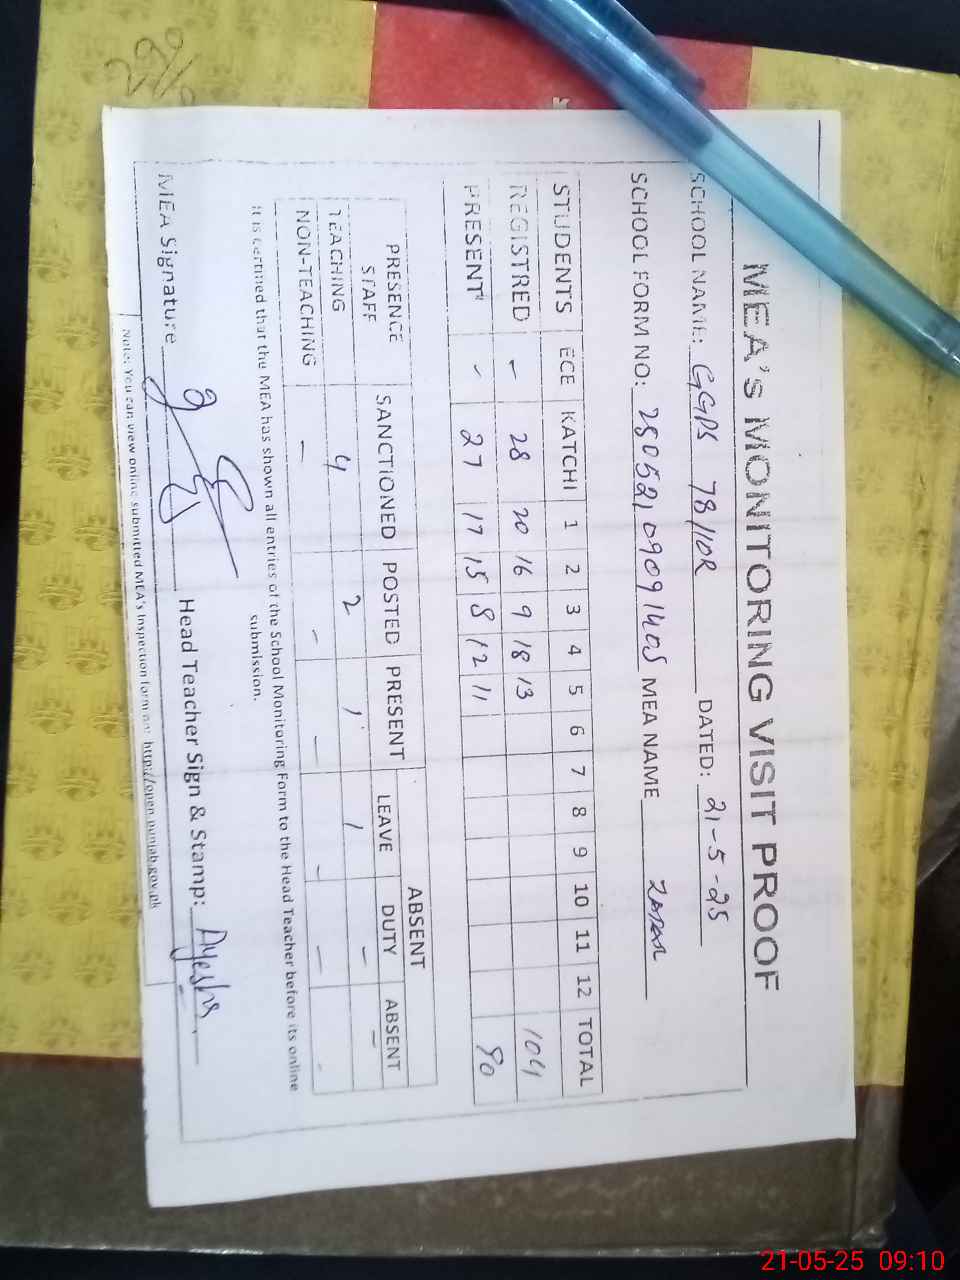 MEA's MONITORING VISIT PROOF
SCHOOL NAME: GGPS 78/10R DATED: 21-5-25
SCHOOL FORM NO: 28052,09091405 MEA NAME
STUDENTS ECE KATCHI 1 2 3 4 5 6 7 8 9 10 11 12 TOTAL
REGISTRED - 28 20 16 9 18 13 104
PRESENT - 27 17 15 8 12 11 90
PRESENCE STAFF SANCTIONED POSTED PRESENT ABSENT
LEAVE DUTY ABSENT
TEACHING 4 2 1 1 - -
NON-TEACHING - - - - - -
It is certified that the MEA has shown all entries of the School Monitoring Form to the Head Teacher before its online
submission.
MEA Signature Head Teacher Sign & Stamp: Ayesha
Note: You can view online submitted MEA's inspection form on: http://open.punjab.gov.pk
21-05-25 09:10